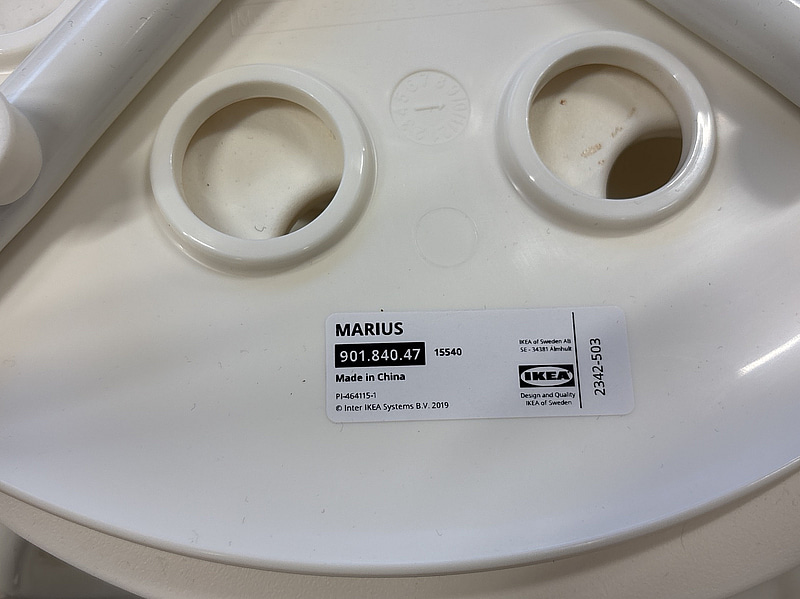 MARIUS
901.840.47 15540
Made in China
PI-464115-1
© Inter IKEA Systems B.V. 2019
IKEA of Sweden AB
SE - 34381 Älmhult
IKEA
Design and Quality
IKEA of Sweden
2342-503